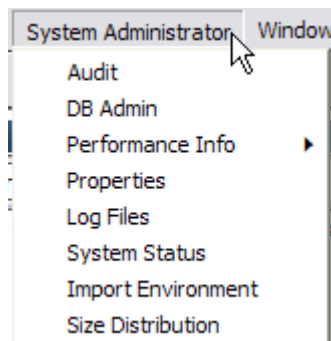 System Administrator Window
Audit
DB Admin
Performance Info
Properties
Log Files
System Status
Import Environment
Size Distribution